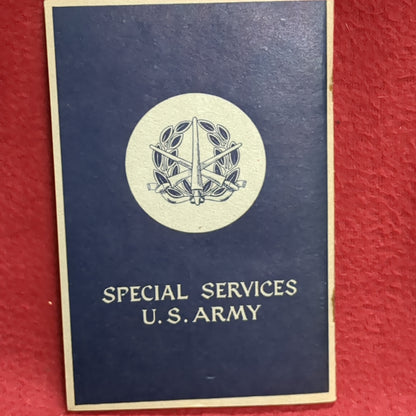 SPECIAL SERVICES
U. S. ARMY